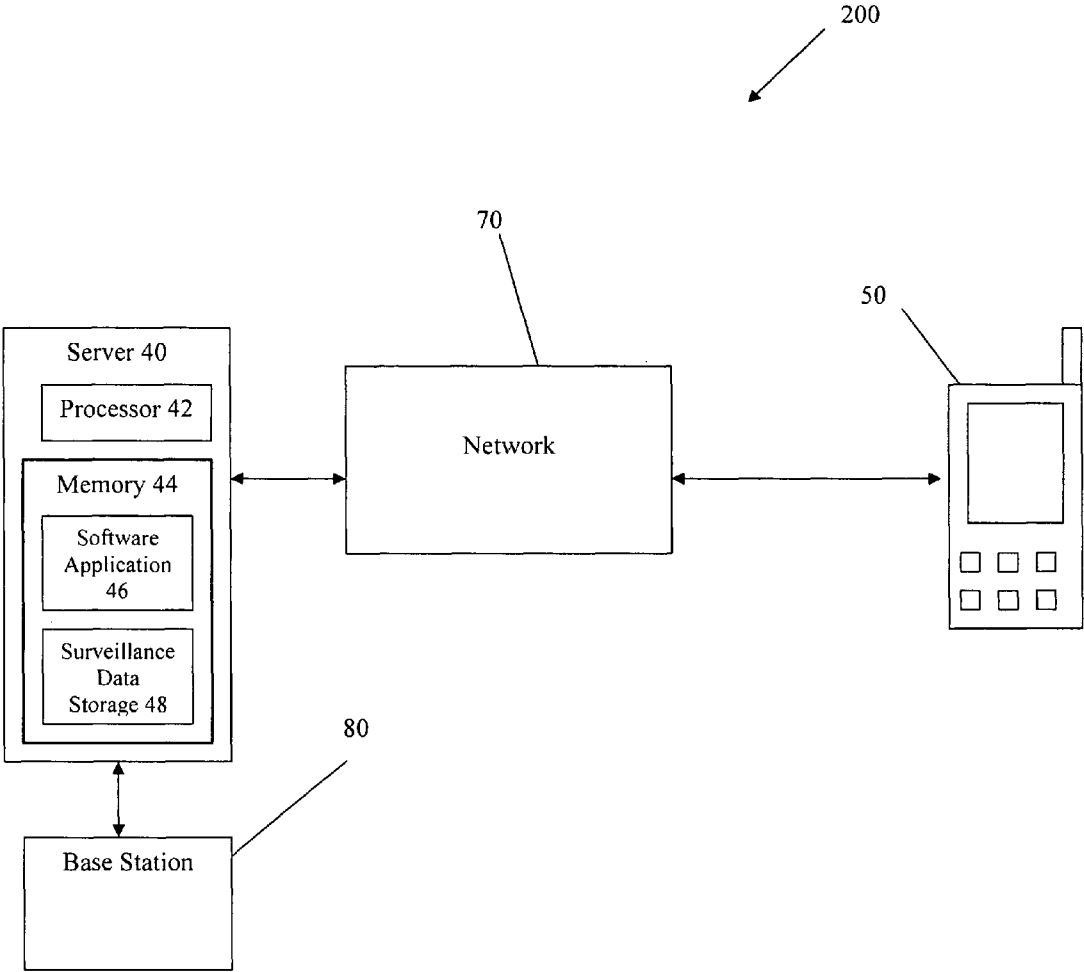 200
70
50
Server 40
Processor 42
Network
Memory 44
Software
Application
46
Surveillance
Data
Storage 48
80
Base Station